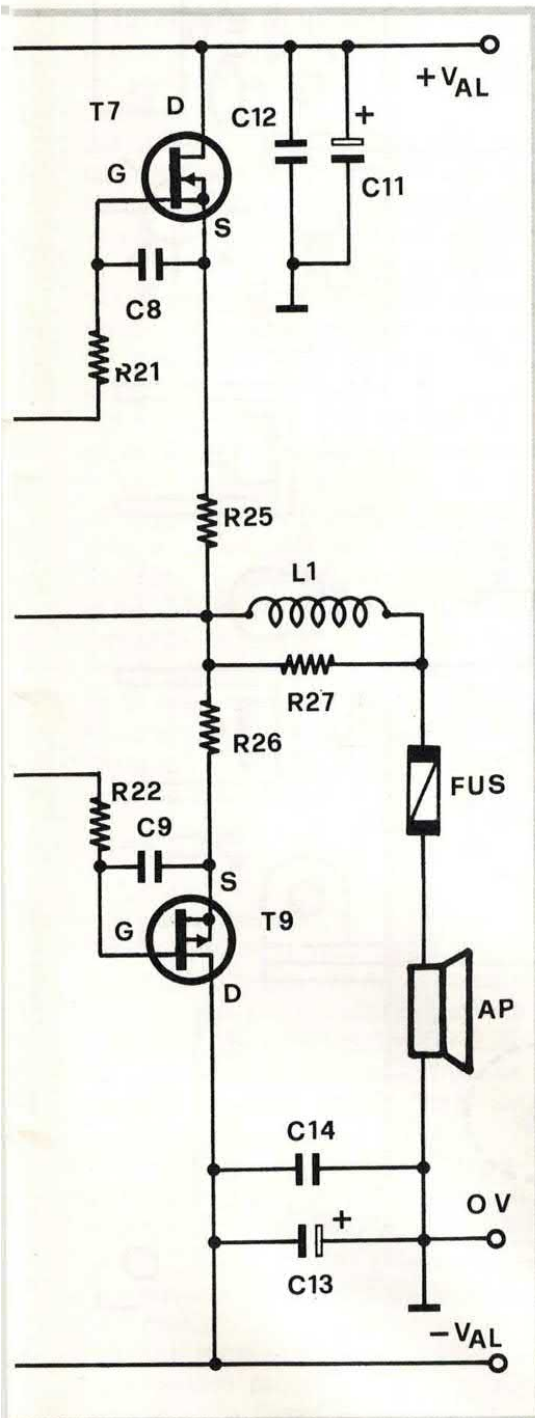 +VAL
T7
D
C12
+
G
C11
S
C8
R21
R25
L1
R27
R26
R22
FUS
C9
S
G
T9
D
AP
C14
0 V
+
C13
-VAL